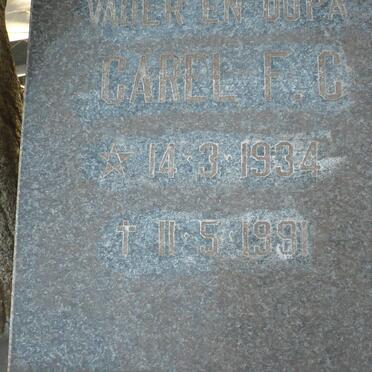 VADER EN OUPA
CAREL F. C
☆ 14·3·1934
† 11·5·1991